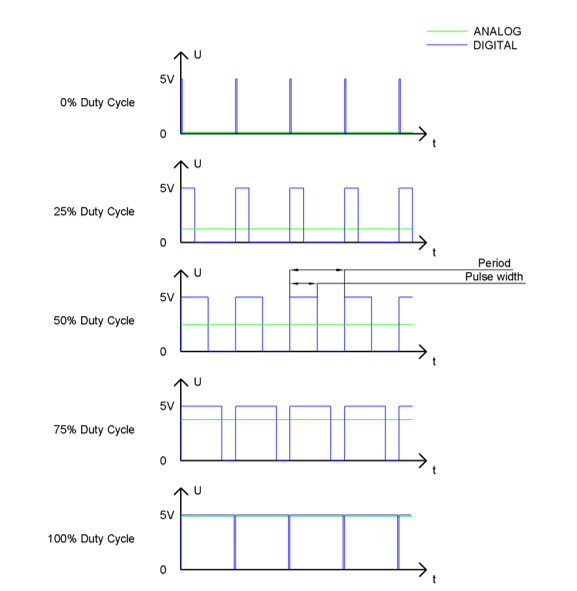 ANALOG
DIGITAL
U
5V
0% Duty Cycle
0
t
U
5V
25% Duty Cycle
0
t
Period
U
Pulse width
5V
50% Duty Cycle
0
t
U
5V
75% Duty Cycle
0
t
U
5V
100% Duty Cycle
0
t